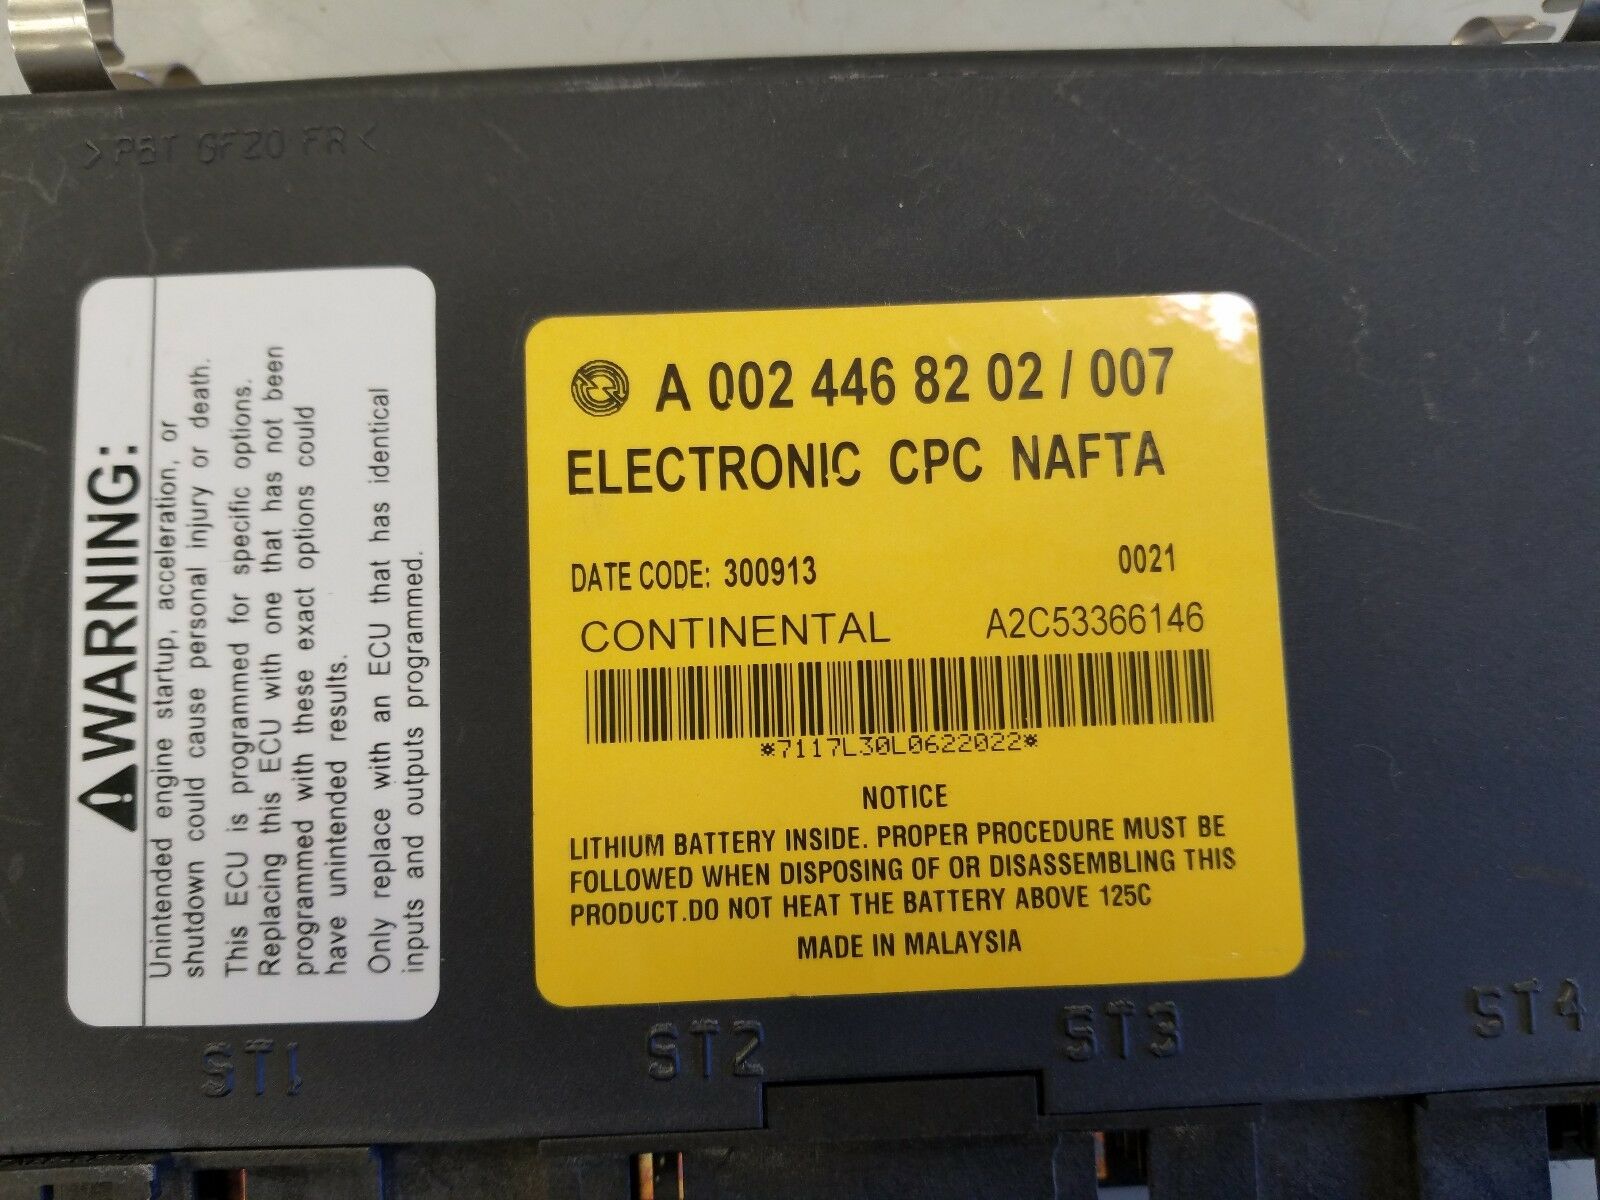 >PBT GF20 FR<
WARNING:
Unintended engine startup, acceleration, or
shutdown could cause personal injury or death.
This ECU is programmed for specific options.
Replacing this ECU with one that has not been
programmed with these exact options could
have unintended results.
Only replace with an ECU that has identical
inputs and outputs programmed.
A 002 446 82 02 / 007
ELECTRONIC CPC NAFTA
DATE CODE: 300913 0021
CONTINENTAL A2C53366146
*7117L30L0622022*
NOTICE
LITHIUM BATTERY INSIDE. PROPER PROCEDURE MUST BE
FOLLOWED WHEN DISPOSING OF OR DISASSEMBLING THIS
PRODUCT.DO NOT HEAT THE BATTERY ABOVE 125C
MADE IN MALAYSIA
ST1 ST2 ST3 ST4